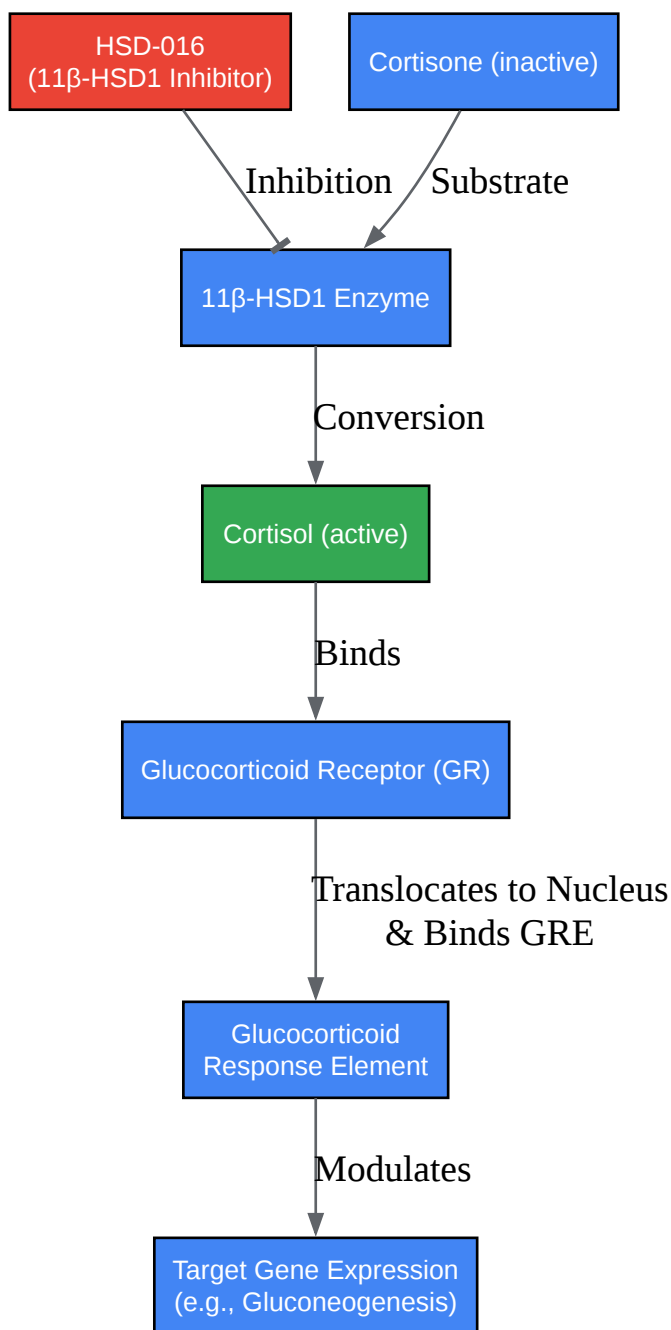 HSD-016
(11β-HSD1 Inhibitor)
Cortisone (inactive)
Inhibition
Substrate
11β-HSD1 Enzyme
Conversion
Cortisol (active)
Binds
Glucocorticoid Receptor (GR)
Translocates to Nucleus
& Binds GRE
Glucocorticoid
Response Element
Modulates
Target Gene Expression
(e.g., Gluconeogenesis)